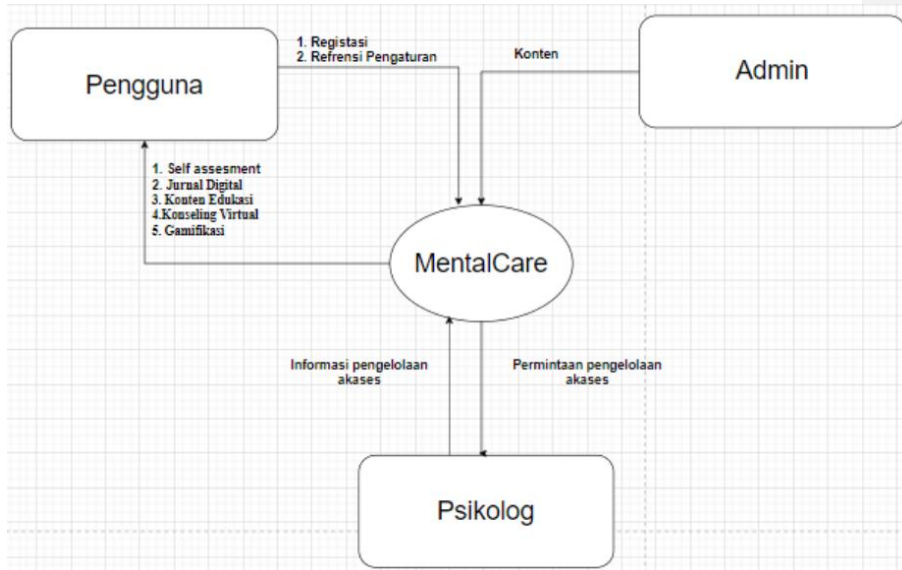 Pengguna
1. Registasi
2. Refrensi Pengaturan
Konten
Admin
1. Self assesment
2. Jurnal Digital
3. Konten Edukasi
4.Konseling Virtual
5. Gamifikasi
MentalCare
Informasi pengelolaan
akases
Permintaan pengelolaan
akases
Psikolog